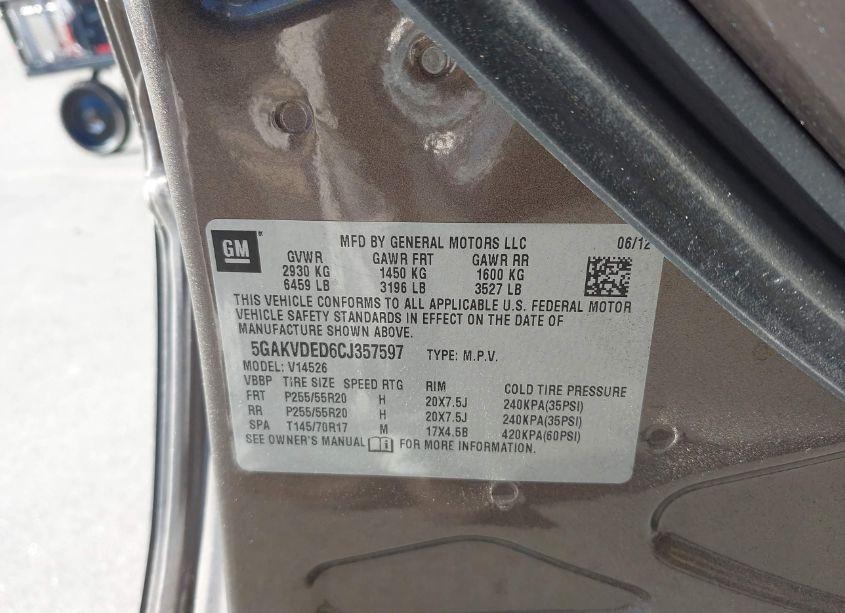 GM ® MFD BY GENERAL MOTORS LLC 06/12
GVWR GAWR FRT GAWR RR
2930 KG 1450 KG 1600 KG
6459 LB 3196 LB 3527 LB
THIS VEHICLE CONFORMS TO ALL APPLICABLE U.S. FEDERAL MOTOR
VEHICLE SAFETY STANDARDS IN EFFECT ON THE DATE OF
MANUFACTURE SHOWN ABOVE.
5GAKVDED6CJ357597 TYPE: M.P.V.
MODEL: V14526
VBBP TIRE SIZE SPEED RTG RIM COLD TIRE PRESSURE
FRT P255/55R20 H 20X7.5J 240KPA(35PSI)
RR P255/55R20 H 20X7.5J 240KPA(35PSI)
SPA T145/70R17 M 17X4.5B 420KPA(60PSI)
SEE OWNER'S MANUAL FOR MORE INFORMATION.